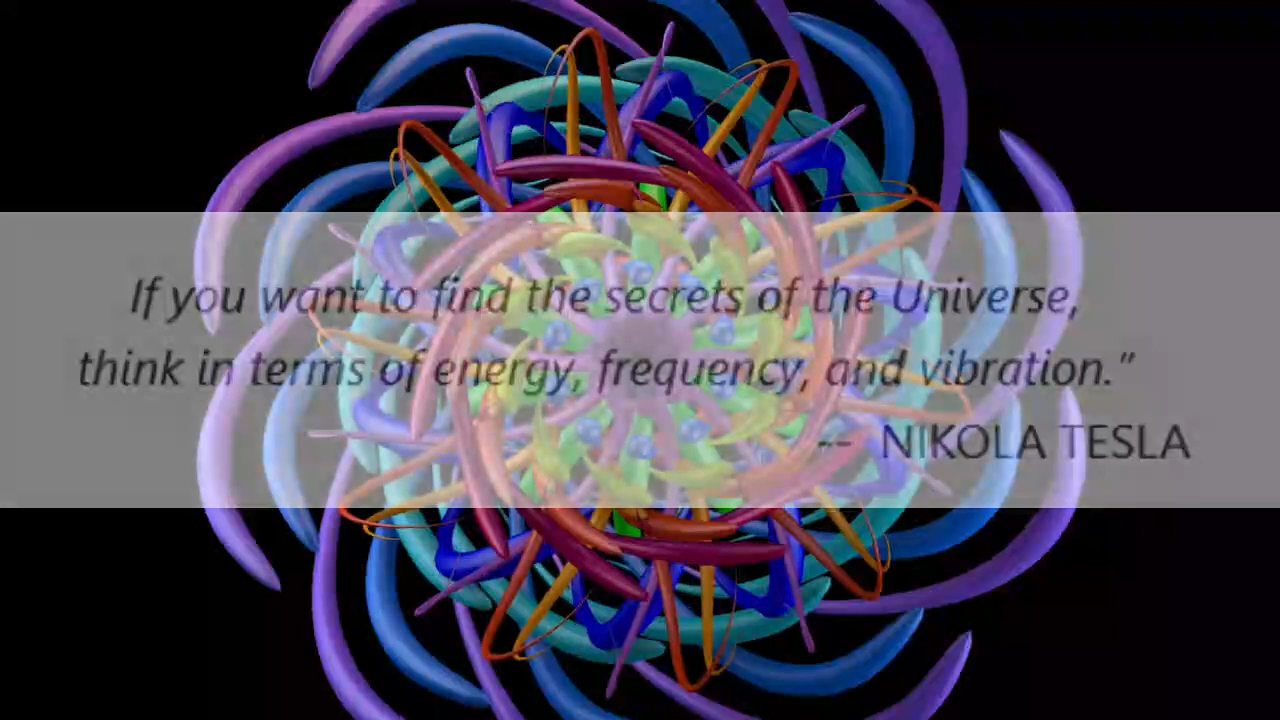 If you want to find the secrets of the Universe,
think in terms of energy, frequency, and vibration.”
-- NIKOLA TESLA